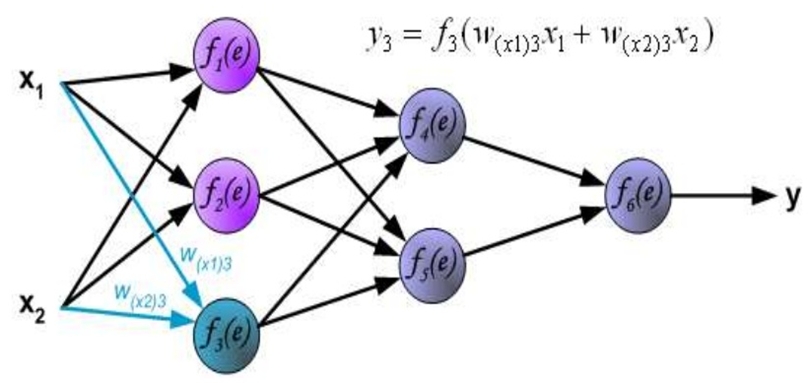 y₃ = f₃(w₍ₓ₁₎₃x₁ + w₍ₓ₂₎₃x₂)
f₁(e)
x₁
f₄(e)
f₂(e)
f₆(e)
y
w₍ₓ₁₎₃
f₅(e)
x₂
w₍ₓ₂₎₃
f₃(e)